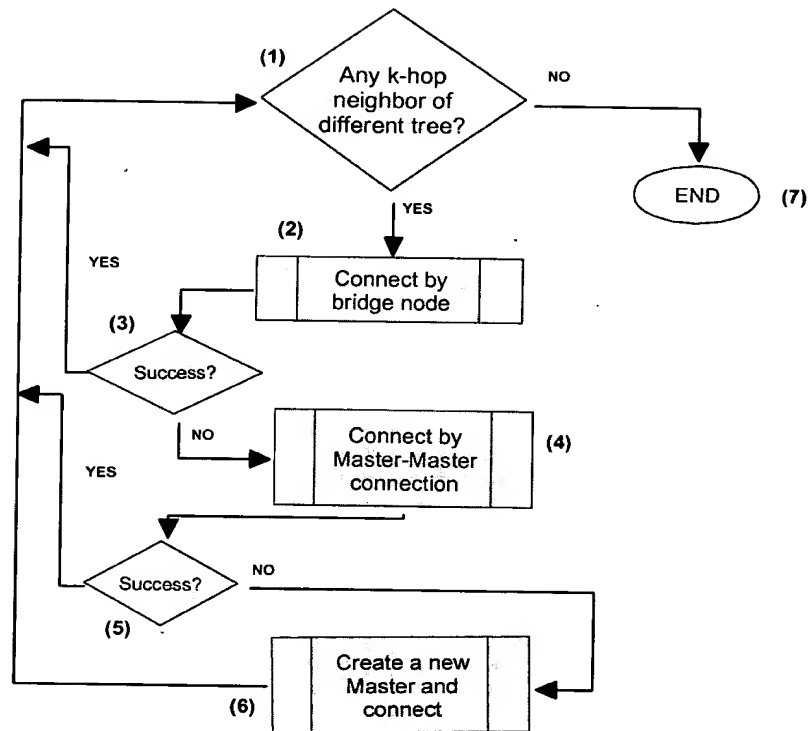 (1)
Any k-hop
neighbor of
different tree?
NO
END
(7)
YES
(2)
Connect by
bridge node
YES
(3)
Success?
NO
Connect by
Master-Master
connection
(4)
YES
Success?
NO
(5)
Create a new
Master and
connect
(6)